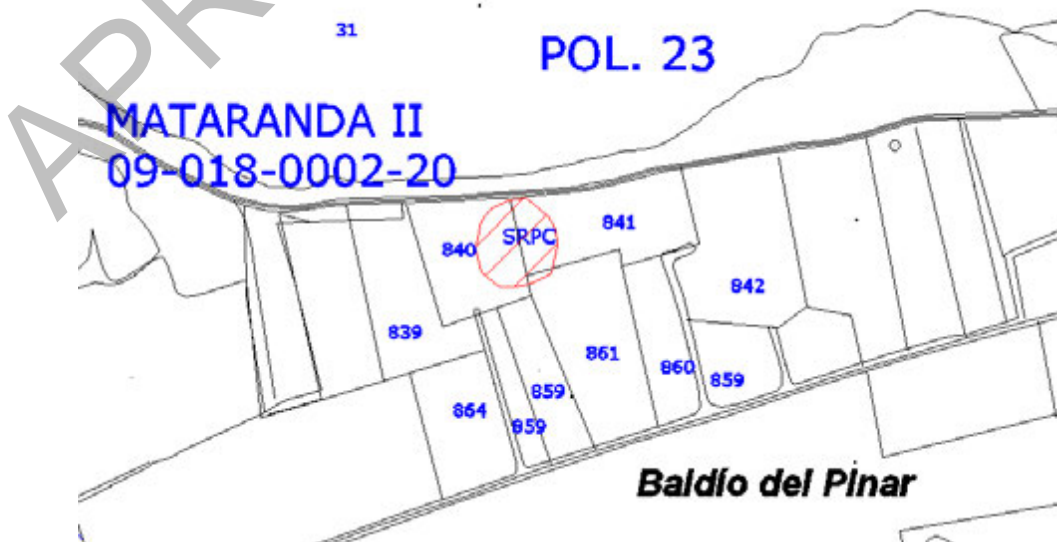 31
POL. 23
APR
MATARANDA II
09-018-0002-20
840
SRPC
841
842
839
861
860
859
859
864
859
Baldío del Pinar